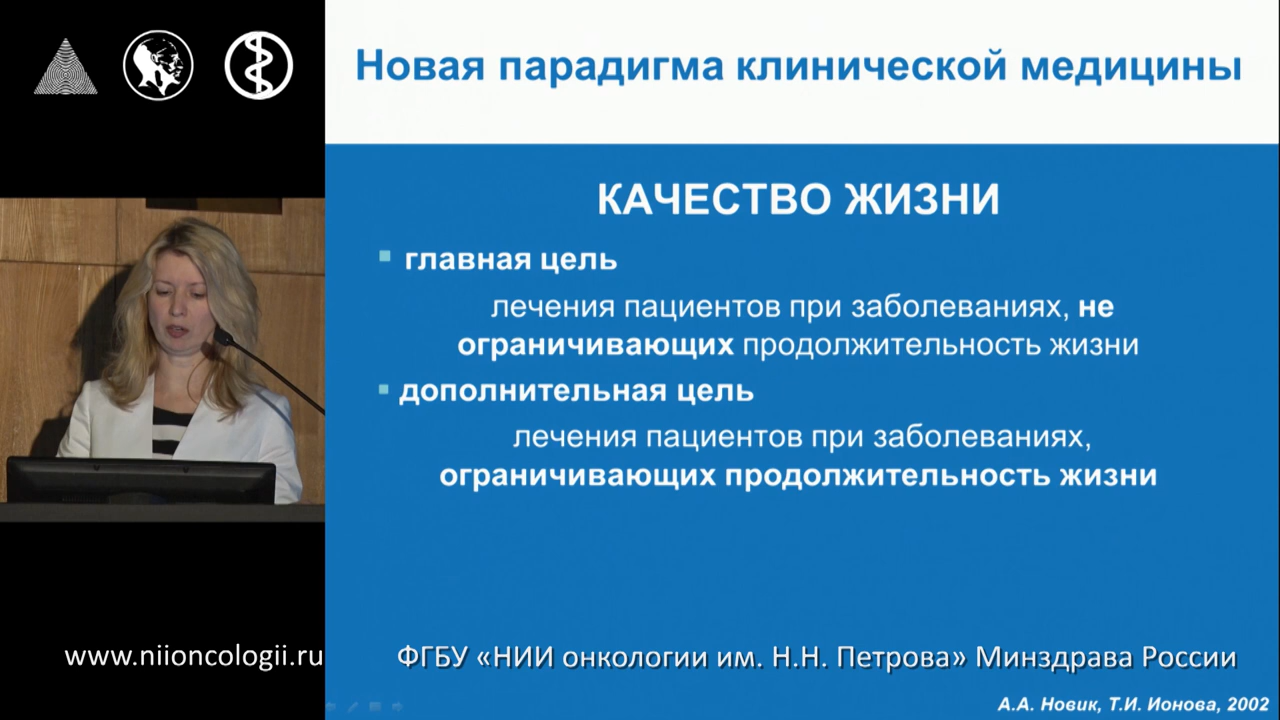 Новая парадигма клинической медицины
КАЧЕСТВО ЖИЗНИ
главная цель
лечения пациентов при заболеваниях, не
ограничивающих продолжительность жизни
дополнительная цель
лечения пациентов при заболеваниях,
ограничивающих продолжительность жизни
www.niioncologii.ru
ФГБУ «НИИ онкологии им. Н.Н. Петрова» Минздрава России
А.А. Новик, Т.И. Ионова, 2002